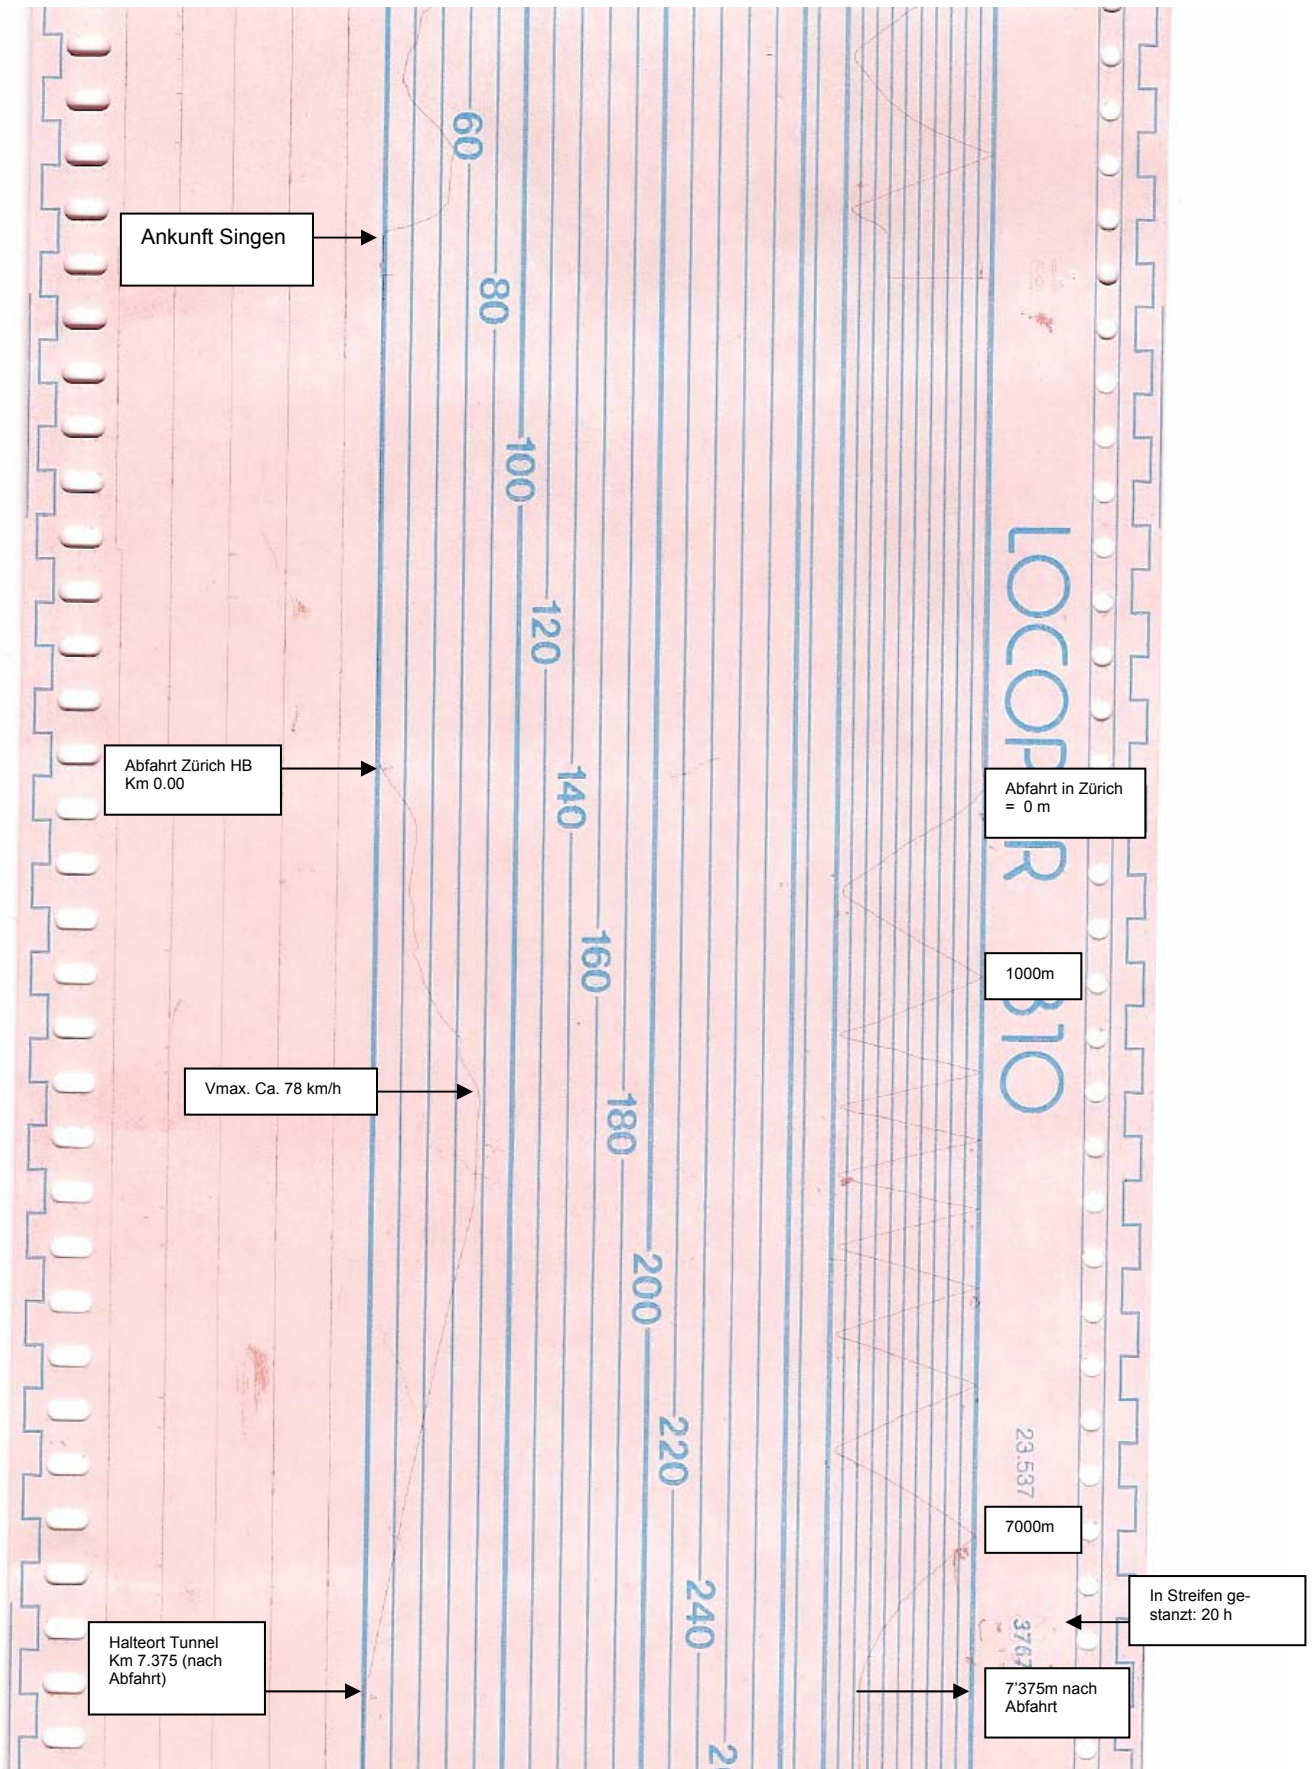 60
Ankunft Singen
80
100
120
Abfahrt Zürich HB
Km 0.00
140
Abfahrt in Zürich
= 0 m
160
1000m
Vmax. Ca. 78 km/h
180
200
220
23.537
7000m
240
In Streifen ge-
stanzt: 20 h
Halteort Tunnel
Km 7.375 (nach
Abfahrt)
3767
7'375m nach
Abfahrt